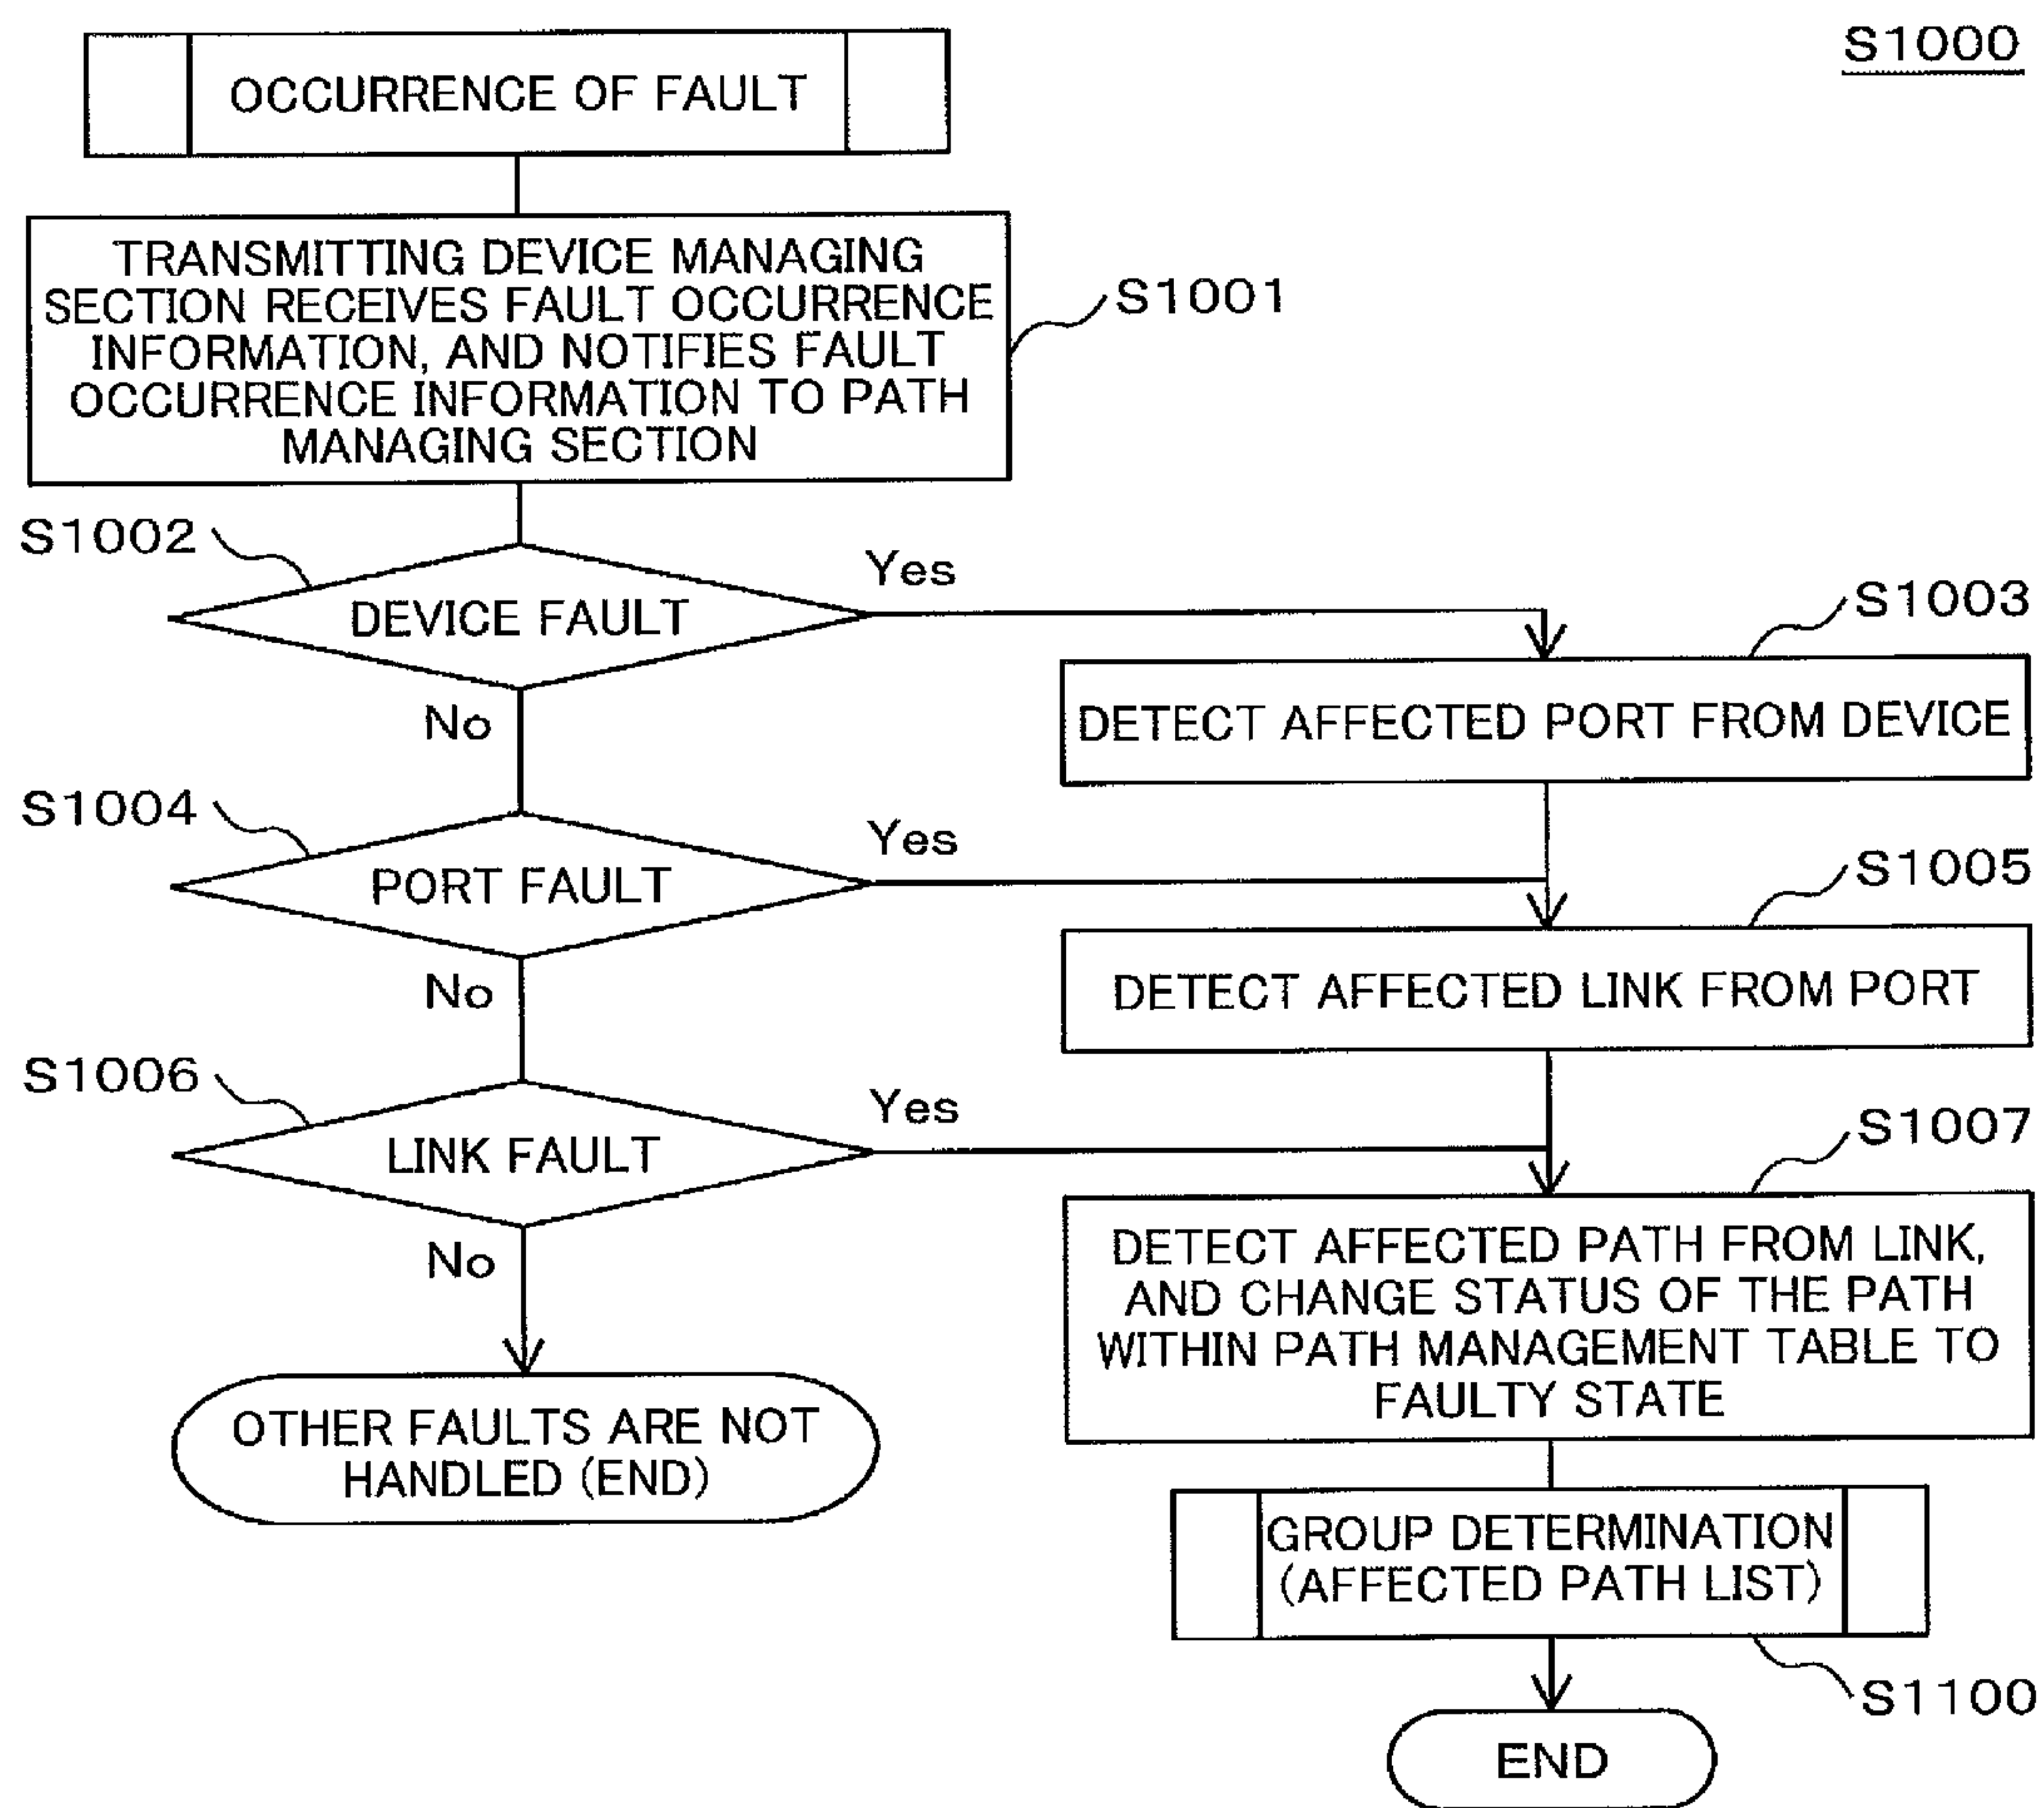 S1000
OCCURRENCE OF FAULT
TRANSMITTING DEVICE MANAGING
SECTION RECEIVES FAULT OCCURRENCE
INFORMATION, AND NOTIFIES FAULT
OCCURRENCE INFORMATION TO PATH
MANAGING SECTION
S1001
S1002
DEVICE FAULT
Yes
No
S1003
DETECT AFFECTED PORT FROM DEVICE
S1004
PORT FAULT
Yes
No
S1005
DETECT AFFECTED LINK FROM PORT
S1006
LINK FAULT
Yes
No
S1007
DETECT AFFECTED PATH FROM LINK,
AND CHANGE STATUS OF THE PATH
WITHIN PATH MANAGEMENT TABLE TO
FAULTY STATE
OTHER FAULTS ARE NOT
HANDLED (END)
GROUP DETERMINATION
(AFFECTED PATH LIST)
S1100
END